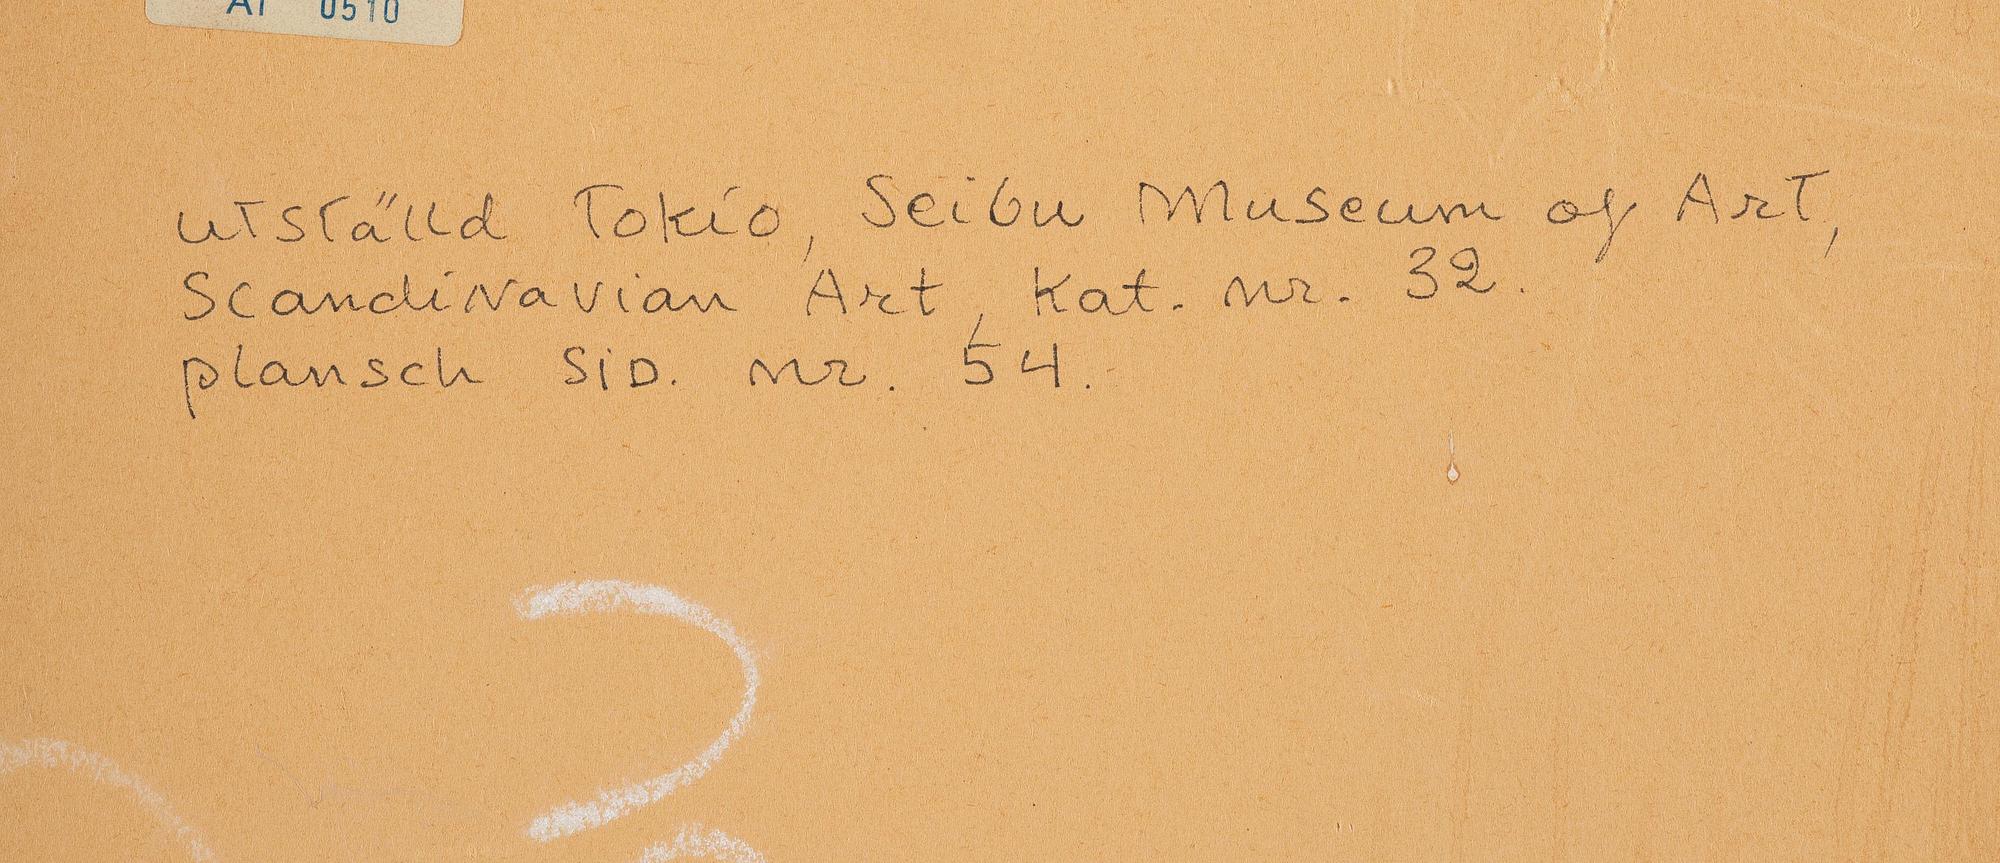 AT 0510
utställd Tokio, Seibu Museum of Art,
Scandinavian Art, Kat. nr. 32.
plansch SID. nr. 54.